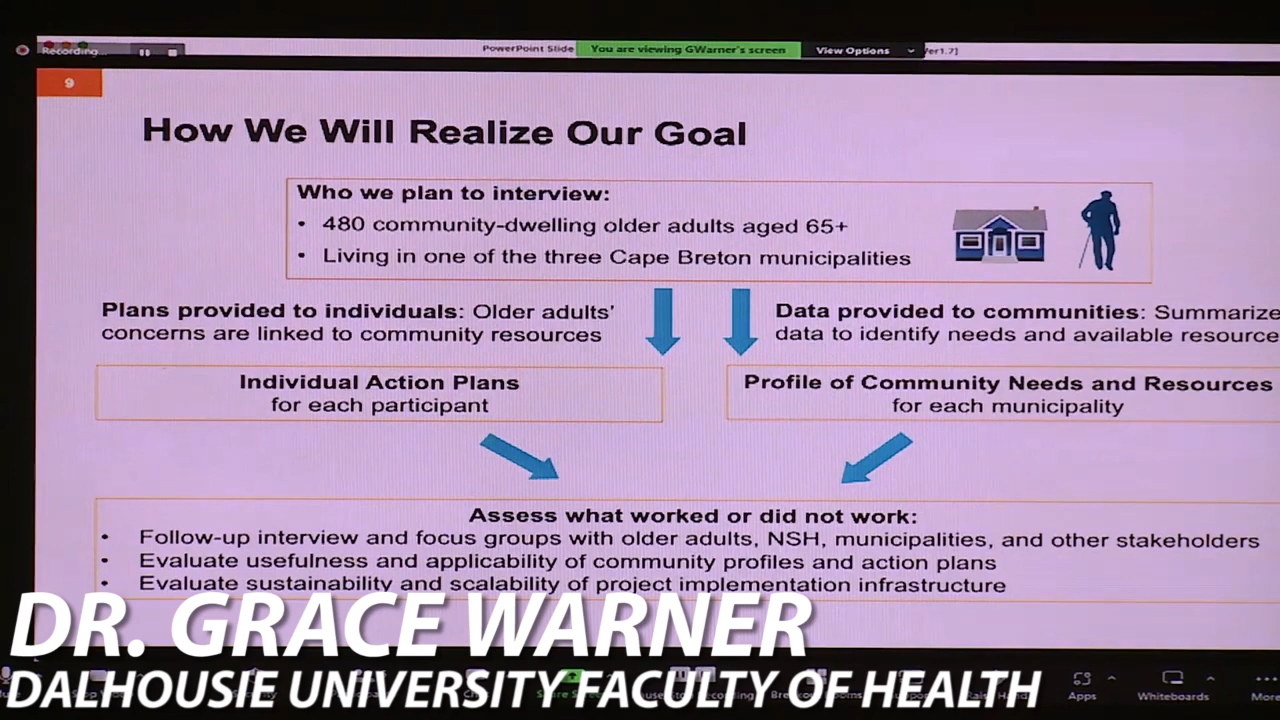 Recording...
PowerPoint Slide
You are viewing GWarner's screen
View Options
er1.7]
9
How We Will Realize Our Goal
Who we plan to interview:
• 480 community-dwelling older adults aged 65+
• Living in one of the three Cape Breton municipalities
Plans provided to individuals: Older adults'
concerns are linked to community resources
Data provided to communities: Summarize
data to identify needs and available resource
Individual Action Plans
for each participant
Profile of Community Needs and Resources
for each municipality
Assess what worked or did not work:
• Follow-up interview and focus groups with older adults, NSH, municipalities, and other stakeholders
• Evaluate usefulness and applicability of community profiles and action plans
• Evaluate sustainability and scalability of project implementation infrastructure
DR. GRACE WARNER
DALHOUSIE UNIVERSITY FACULTY OF HEALTH
Apps
Whiteboards
More